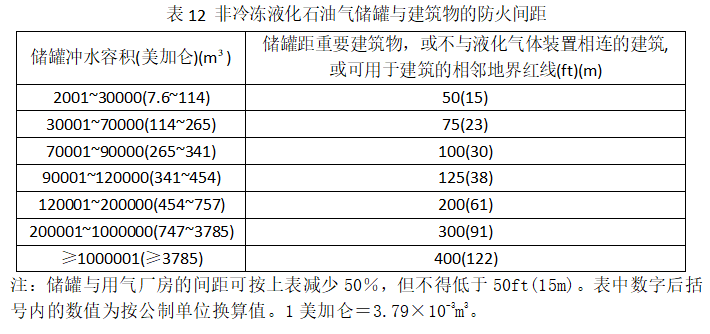 表 12 非冷冻液化石油气储罐与建筑物的防火间距
储罐冲水容积(美加仑)(m³)
储罐距重要建筑物，或不与液化气体装置相连的建筑,
或可用于建筑的相邻地界红线(ft)(m)
2001~30000(7.6~114) 50(15)
30001~70000(114~265) 75(23)
70001~90000(265~341) 100(30)
90001~120000(341~454) 125(38)
120001~200000(454~757) 200(61)
200001~1000000(747~3785) 300(91)
≥1000001(≥3785) 400(122)
注：储罐与用气厂房的间距可按上表减少 50％，但不得低于 50ft(15m)。表中数字后括
号内的数值为按公制单位换算值。1 美加仑＝3.79×10⁻³m³。